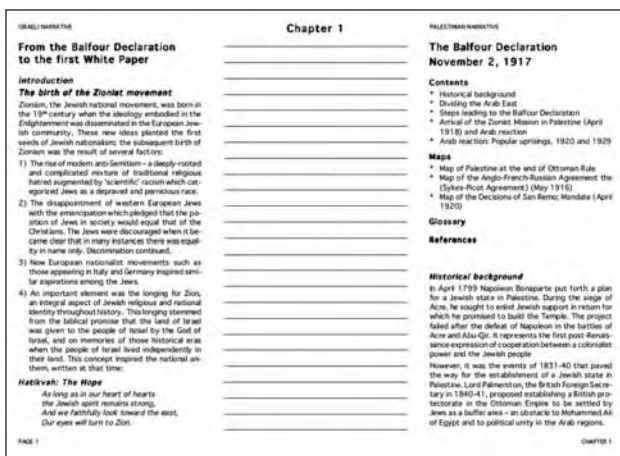 ISRAELI NARRATIVE
From the Balfour Declaration
to the first White Paper
Introduction
The birth of the Zionist movement
Zionism, the Jewish national movement, was born in
the 19th century when the ideology embodied in the
Enlightenment was disseminated in the European Jew-
ish community. These new ideas planted the first
seeds of Jewish nationalism; the subsequent birth of
Zionism was the result of several factors:
1) The rise of modern anti-Semitism – a deeply-rooted
and complicated mixture of traditional religious
hatred augmented by 'scientific' racism which cat-
egorized Jews as a depraved and pernicious race.
2) The disappointment of western European Jews
with the emancipation which pledged that the po-
sition of Jews in society would equal that of the
Christians. The Jews were discouraged when it be-
came clear that in many instances there was equal-
ity in name only. Discrimination continued.
3) New European nationalist movements such as
those appearing in Italy and Germany inspired simi-
lar aspirations among the Jews.
4) An important element was the longing for Zion,
an integral aspect of Jewish religious and national
identity throughout history. This longing stemmed
from the biblical promise that the land of Israel
was given to the people of Israel by the God of
Israel, and on memories of those historical eras
when the people of Israel lived independently in
their land. This concept inspired the national an-
them, written at that time:
Hatikvah: The Hope
As long as in our heart of hearts
the Jewish spirit remains strong,
And we faithfully look toward the east,
Our eyes will turn to Zion.
PAGE 1
Chapter 1
PALESTINIAN NARRATIVE
The Balfour Declaration
November 2, 1917
Contents
* Historical background
* Dividing the Arab East
* Steps leading to the Balfour Declaration
* Arrival of the Zionist Mission in Palestine (April
1918) and Arab reaction
* Arab reaction: Popular uprisings, 1920 and 1929
Maps
* Map of Palestine at the end of Ottoman Rule
* Map of the Anglo-French-Russian Agreement the
(Sykes-Picot Agreement) (May 1916)
* Map of the Decisions of San Remo; Mandate (April
1920)
Glossary
References
Historical background
In April 1799 Napoleon Bonaparte put forth a plan
for a Jewish state in Palestine. During the siege of
Acre, he sought to enlist Jewish support in return for
which he promised to build the Temple. The project
failed after the defeat of Napoleon in the battles of
Acre and Abu-Qir. It represents the first post-Renais-
sance expression of cooperation between a colonialist
power and the Jewish people
However, it was the events of 1831-40 that paved
the way for the establishment of a Jewish state in
Palestine. Lord Palmerston, the British Foreign Secre-
tary in 1840-41, proposed establishing a British pro-
tectorate in the Ottoman Empire to be settled by
Jews as a buffer area – an obstacle to Mohammed Ali
of Egypt and to political unity in the Arab regions.
CHAPTER 1